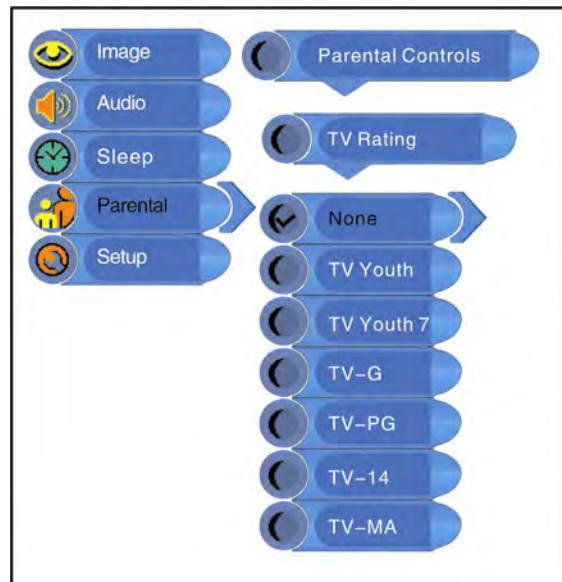 Image
Audio
Sleep
Parental
Setup
Parental Controls
TV Rating
None
TV Youth
TV Youth 7
TV–G
TV–PG
TV–14
TV–MA